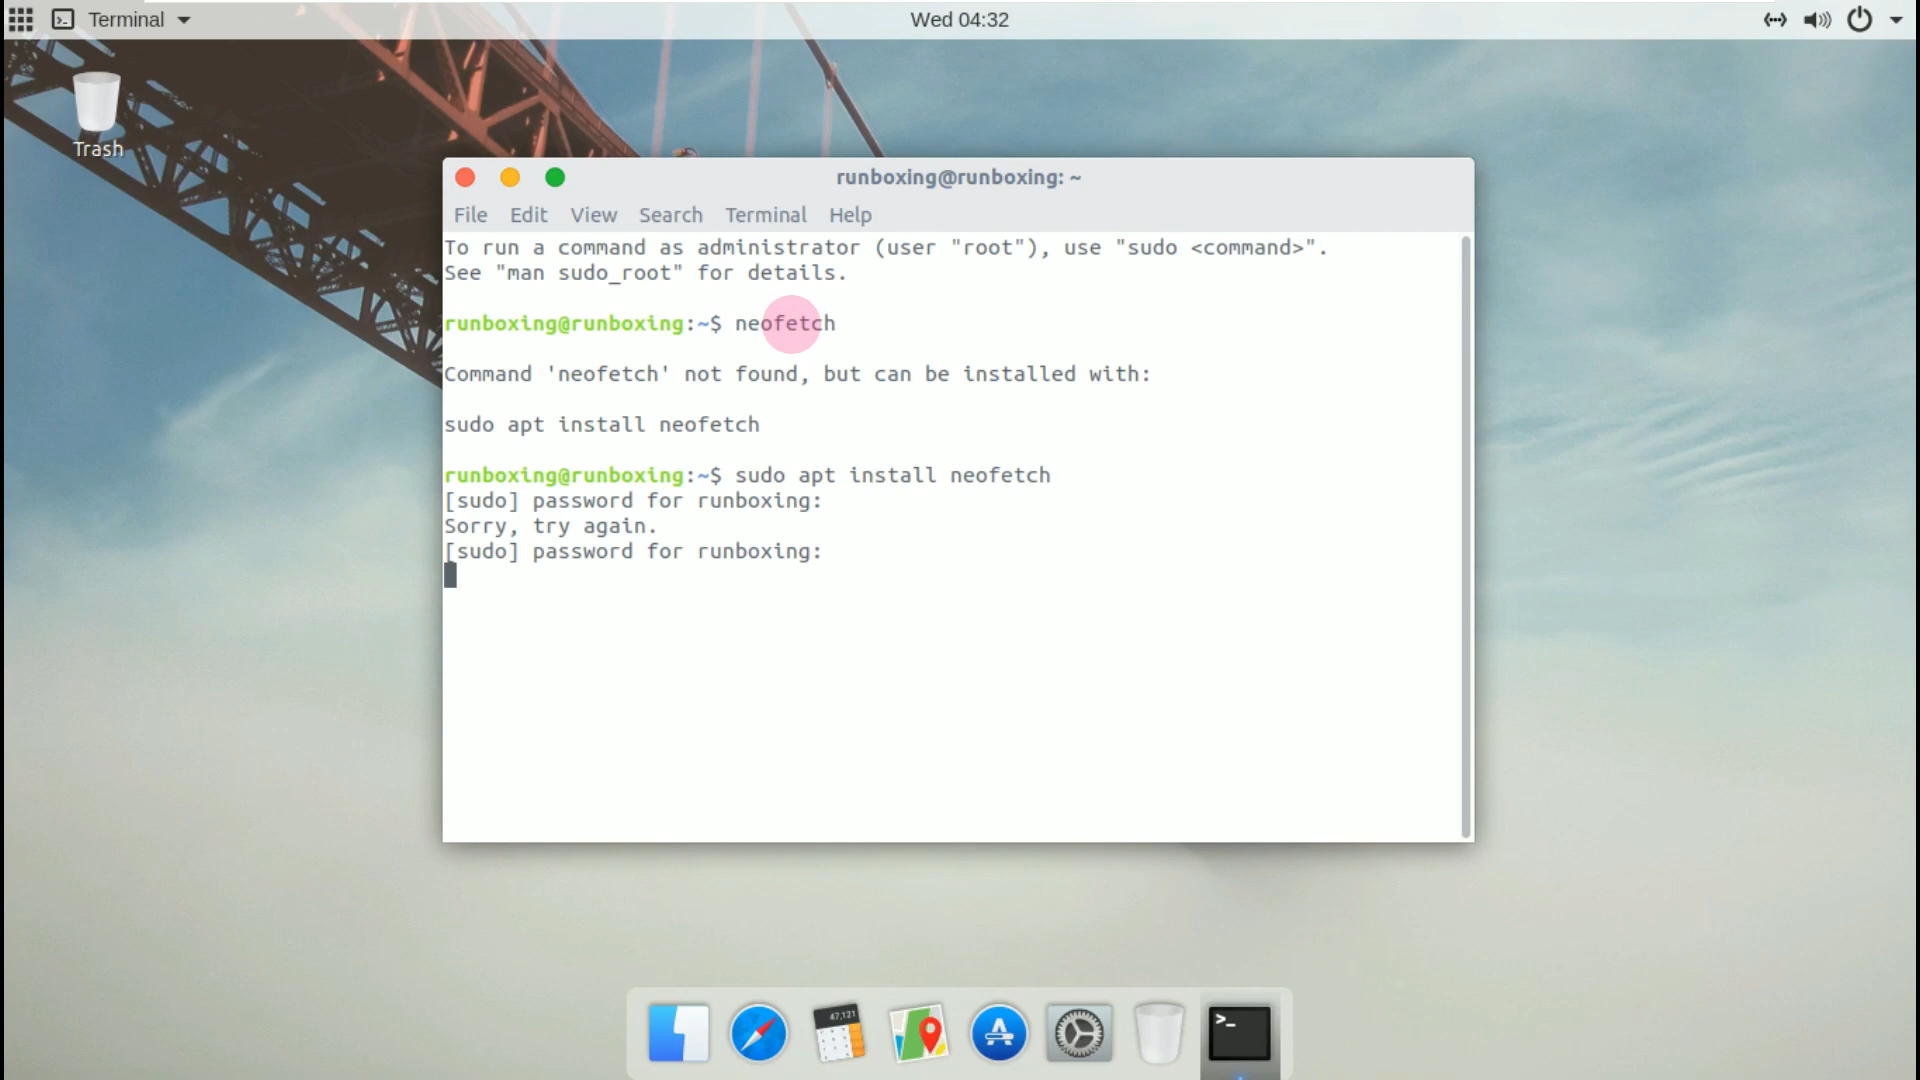 Terminal
Wed 04:32
Trash
runboxing@runboxing: ~
File Edit View Search Terminal Help
To run a command as administrator (user "root"), use "sudo <command>".
See "man sudo_root" for details.
runboxing@runboxing:~$ neofetch
Command 'neofetch' not found, but can be installed with:
sudo apt install neofetch
runboxing@runboxing:~$ sudo apt install neofetch
[sudo] password for runboxing:
Sorry, try again.
[sudo] password for runboxing:
47,121
>_